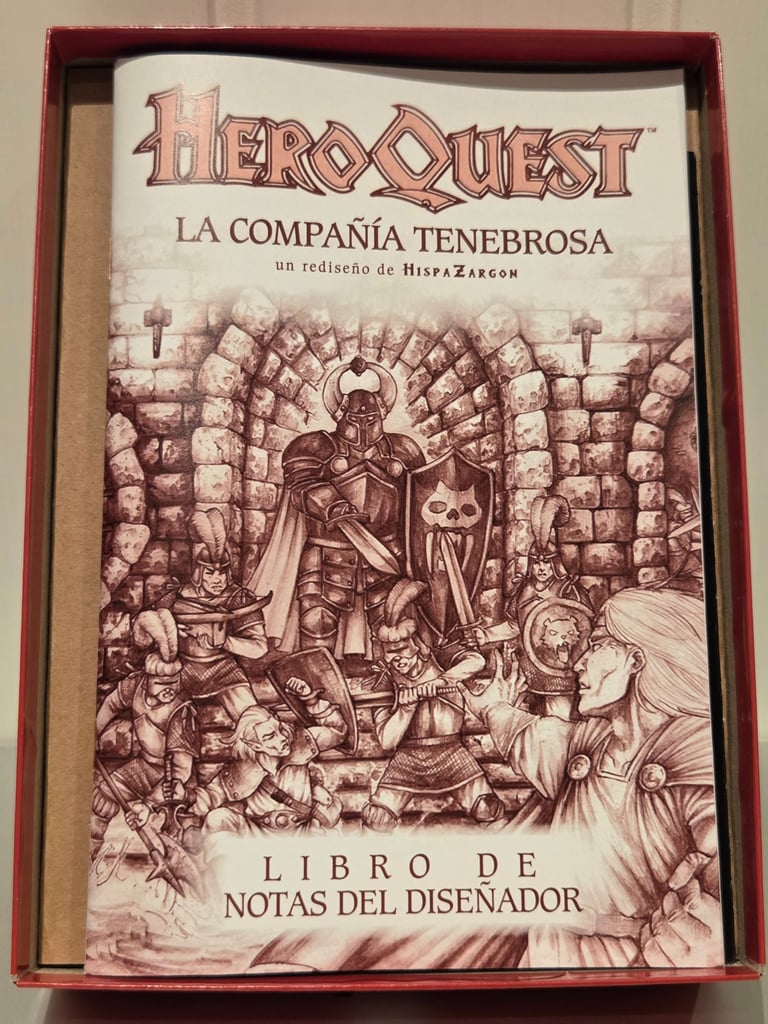 HEROQUEST™
LA COMPAÑÍA TENEBROSA
un rediseño de HISPAZARGON
LIBRO DE
NOTAS DEL DISEÑADOR